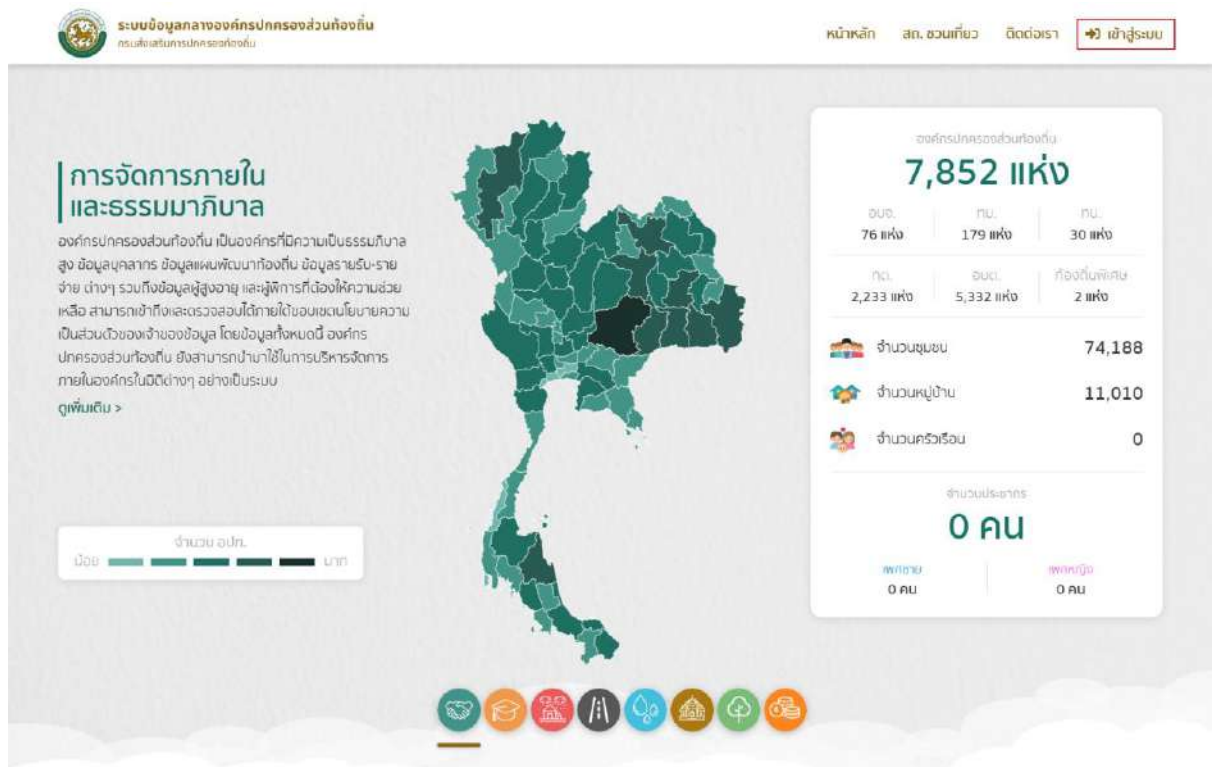 ระบบข้อมูลกลางองค์กรปกครองส่วนท้องถิ่น
กรมส่งเสริมการปกครองท้องถิ่น
หน้าหลัก สถ. ชวนเที่ยว ติดต่อเรา เข้าสู่ระบบ
การจัดการภายใน
และธรรมมาภิบาล
องค์กรปกครองส่วนท้องถิ่น เป็นองค์กรที่มีความเป็นธรรมภิบาล
สูง ข้อมูลบุคลากร ข้อมูลแผนพัฒนาท้องถิ่น ข้อมูลรายรับ-ราย
จ่าย ต่างๆ รวมถึงข้อมูลผู้สูงอายุ และผู้พิการที่ต้องให้ความช่วย
เหลือ สามารถเข้าถึงและตรวจสอบได้ภายใต้ขอบเขตนโยบายความ
เป็นส่วนตัวของเจ้าของข้อมูล โดยข้อมูลทั้งหมดนี้ องค์กร
ปกครองส่วนท้องถิ่น ยังสามารถนำมาใช้ในการบริหารจัดการ
ภายในองค์กรในมิติต่างๆ อย่างเป็นระบบ
ดูเพิ่มเติม >
จำนวน อปท.
น้อย มาก
องค์กรปกครองส่วนท้องถิ่น
7,852 แห่ง
อบจ. ทม. ทน.
76 แห่ง 179 แห่ง 30 แห่ง
ทต. อบต. ท้องถิ่นพิเศษ
2,233 แห่ง 5,332 แห่ง 2 แห่ง
จำนวนชุมชน 74,188
จำนวนหมู่บ้าน 11,010
จำนวนครัวเรือน 0
จำนวนประชากร
0 คน
เพศชาย เพศหญิง
0 คน 0 คน